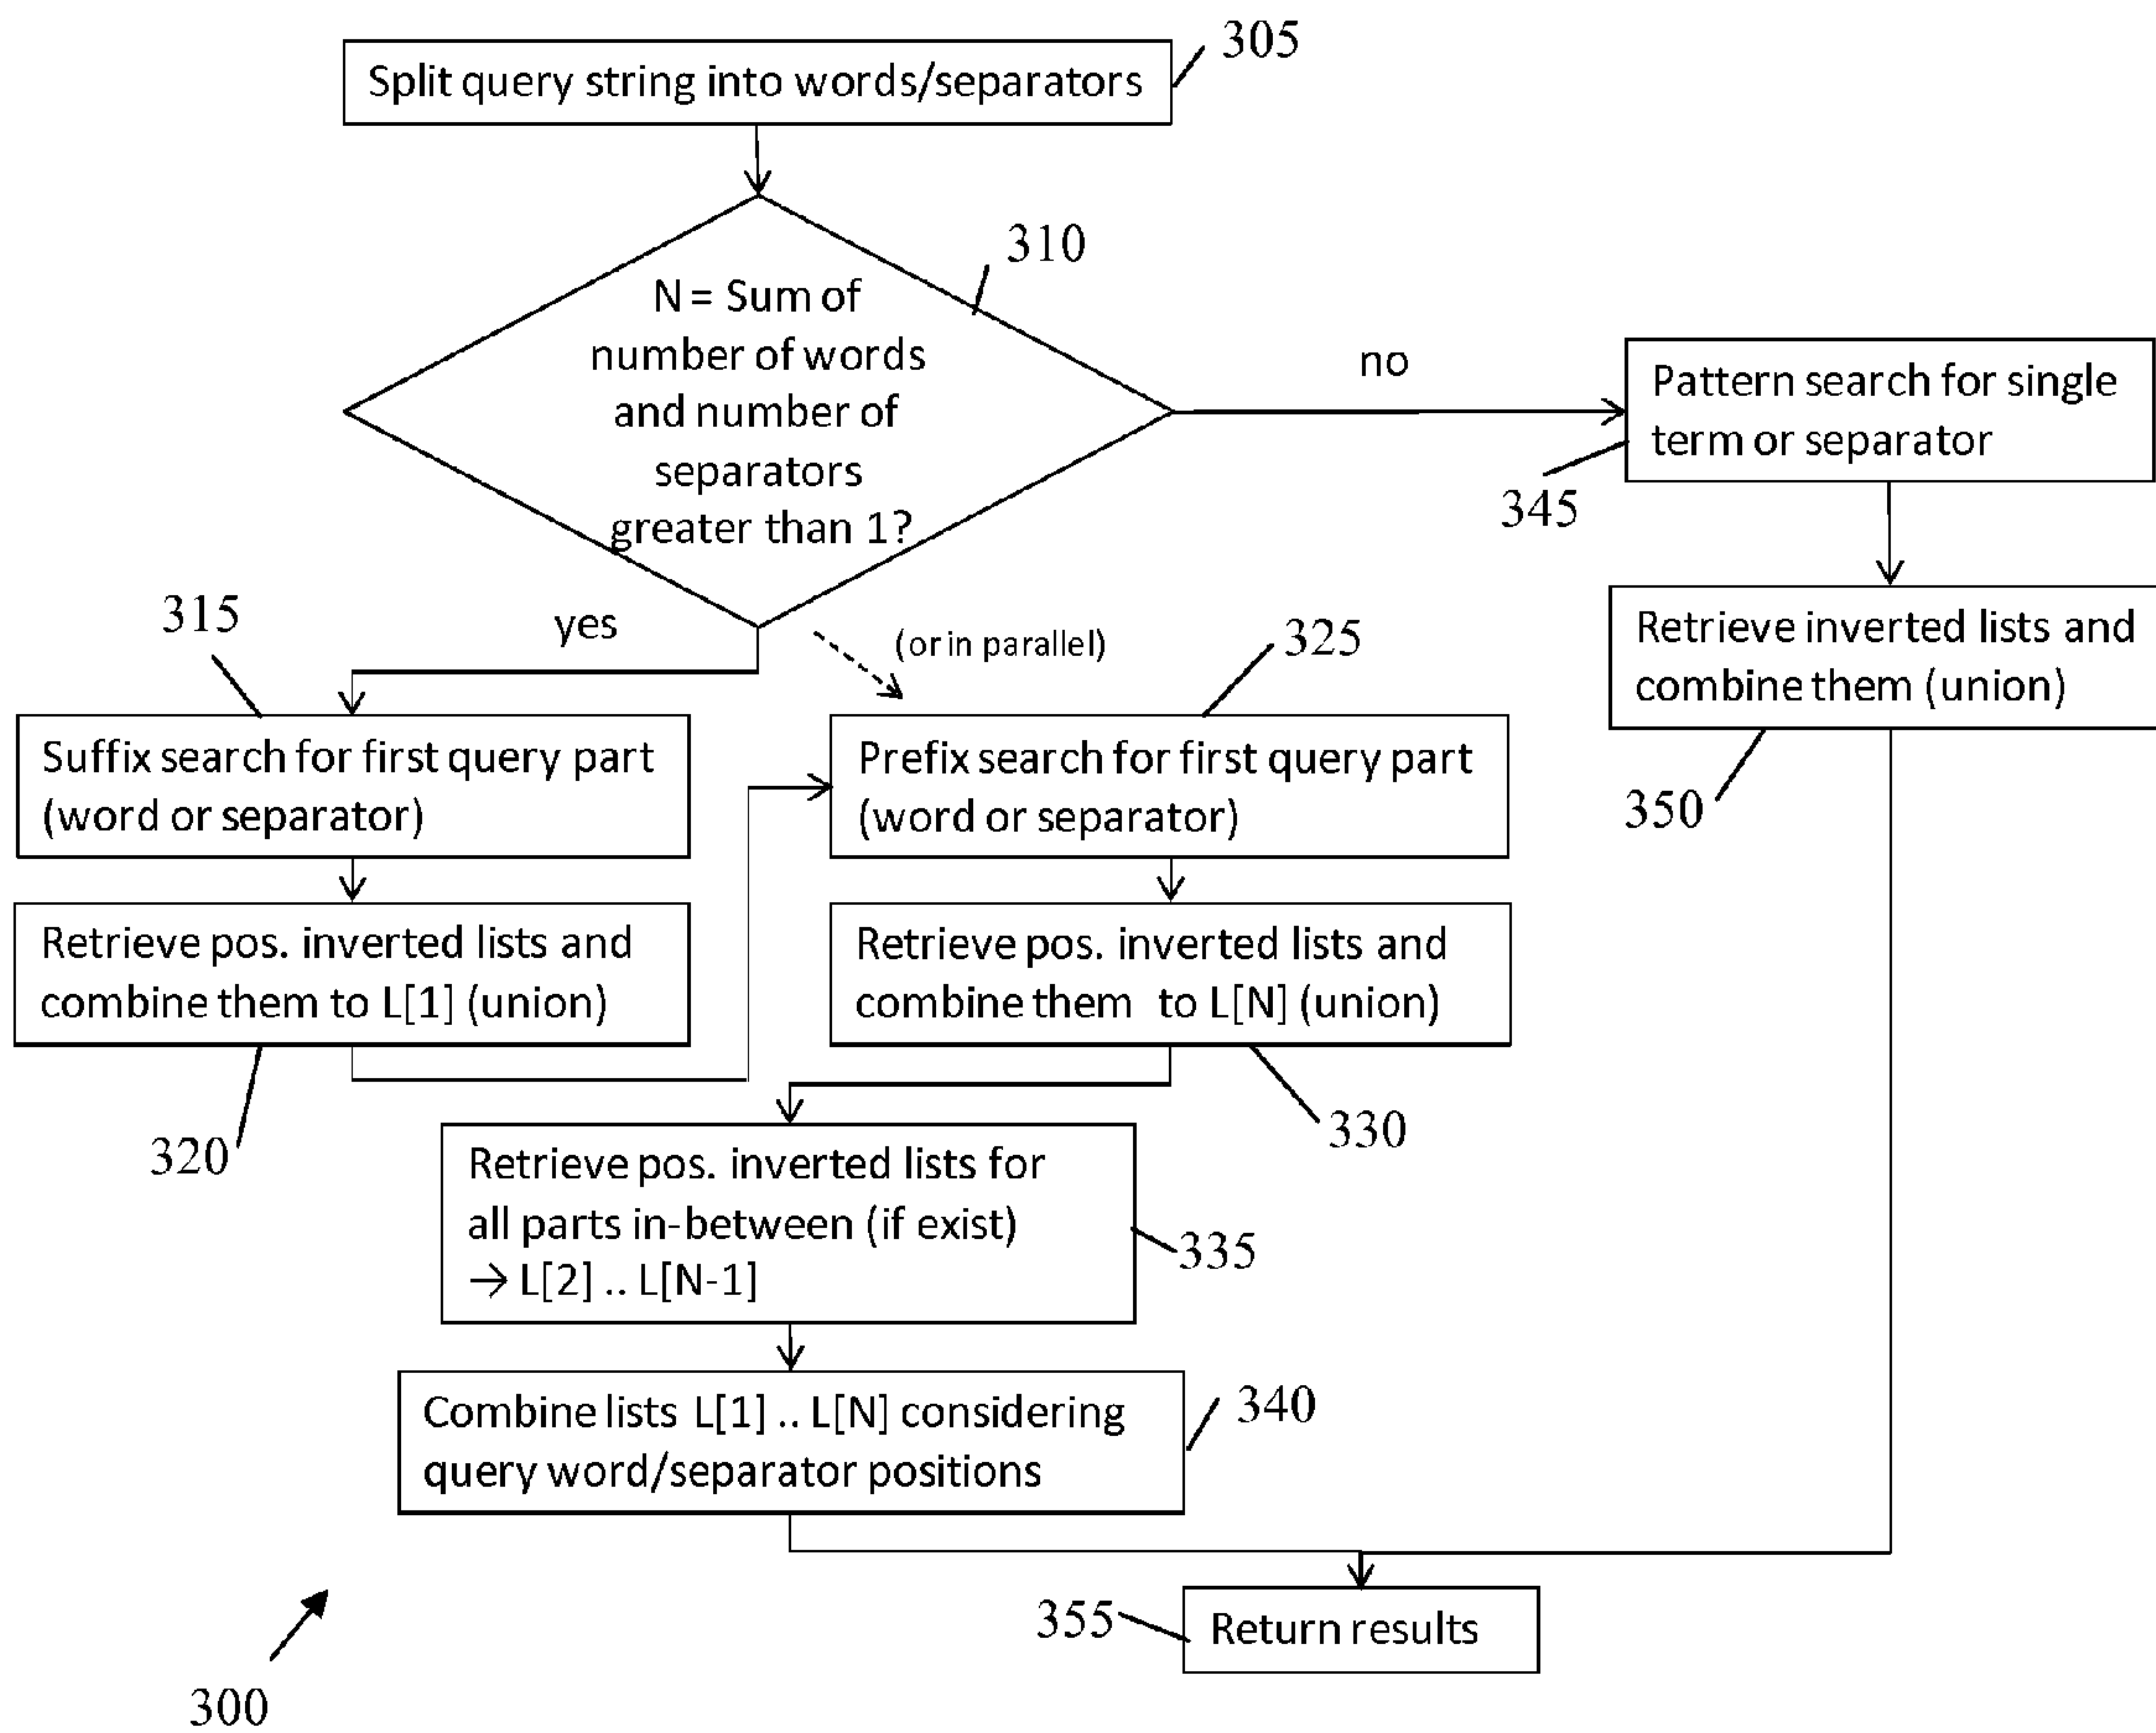 305
Split query string into words/separators
310
N = Sum of
number of words
and number of
separators
greater than 1?
no
Pattern search for single
term or separator
345
315
yes
(or in parallel)
325
Retrieve inverted lists and
combine them (union)
350
Suffix search for first query part
(word or separator)
Prefix search for first query part
(word or separator)
Retrieve pos. inverted lists and
combine them to L[1] (union)
Retrieve pos. inverted lists and
combine them to L[N] (union)
320
330
Retrieve pos. inverted lists for
all parts in-between (if exist)
→ L[2] .. L[N-1]
335
Combine lists L[1] .. L[N] considering
query word/separator positions
340
355
Return results
300